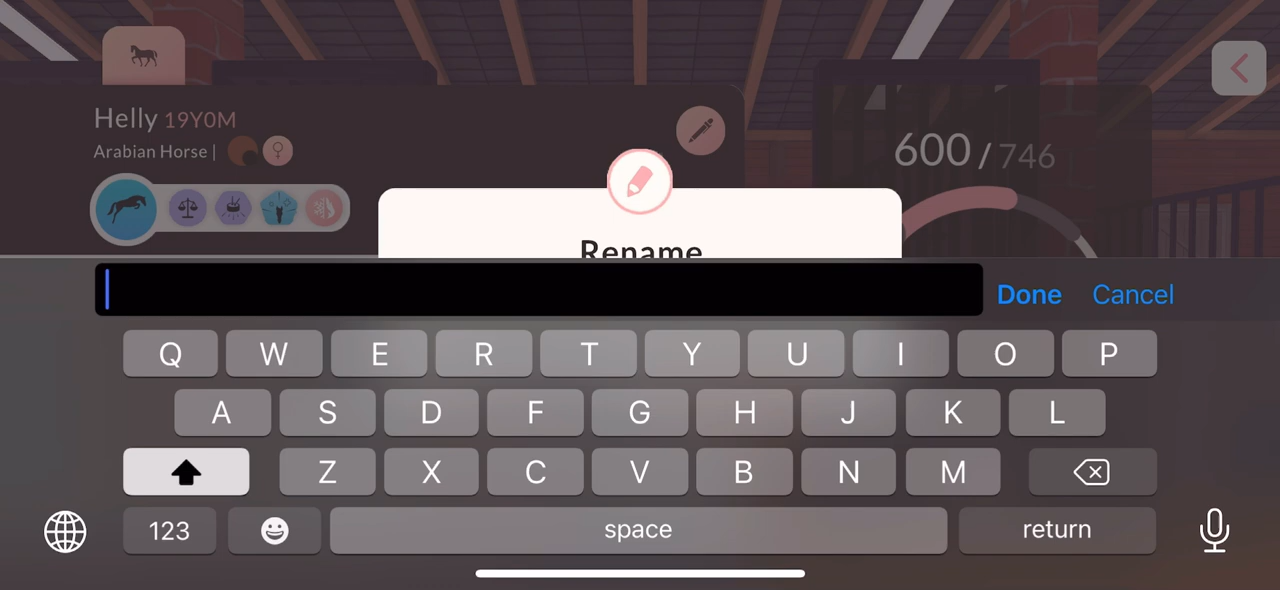 Helly 19Y0M
Arabian Horse |
600 / 746
Rename
Done Cancel
Q W E R T Y U I O P
A S D F G H J K L
Z X C V B N M
123 space return